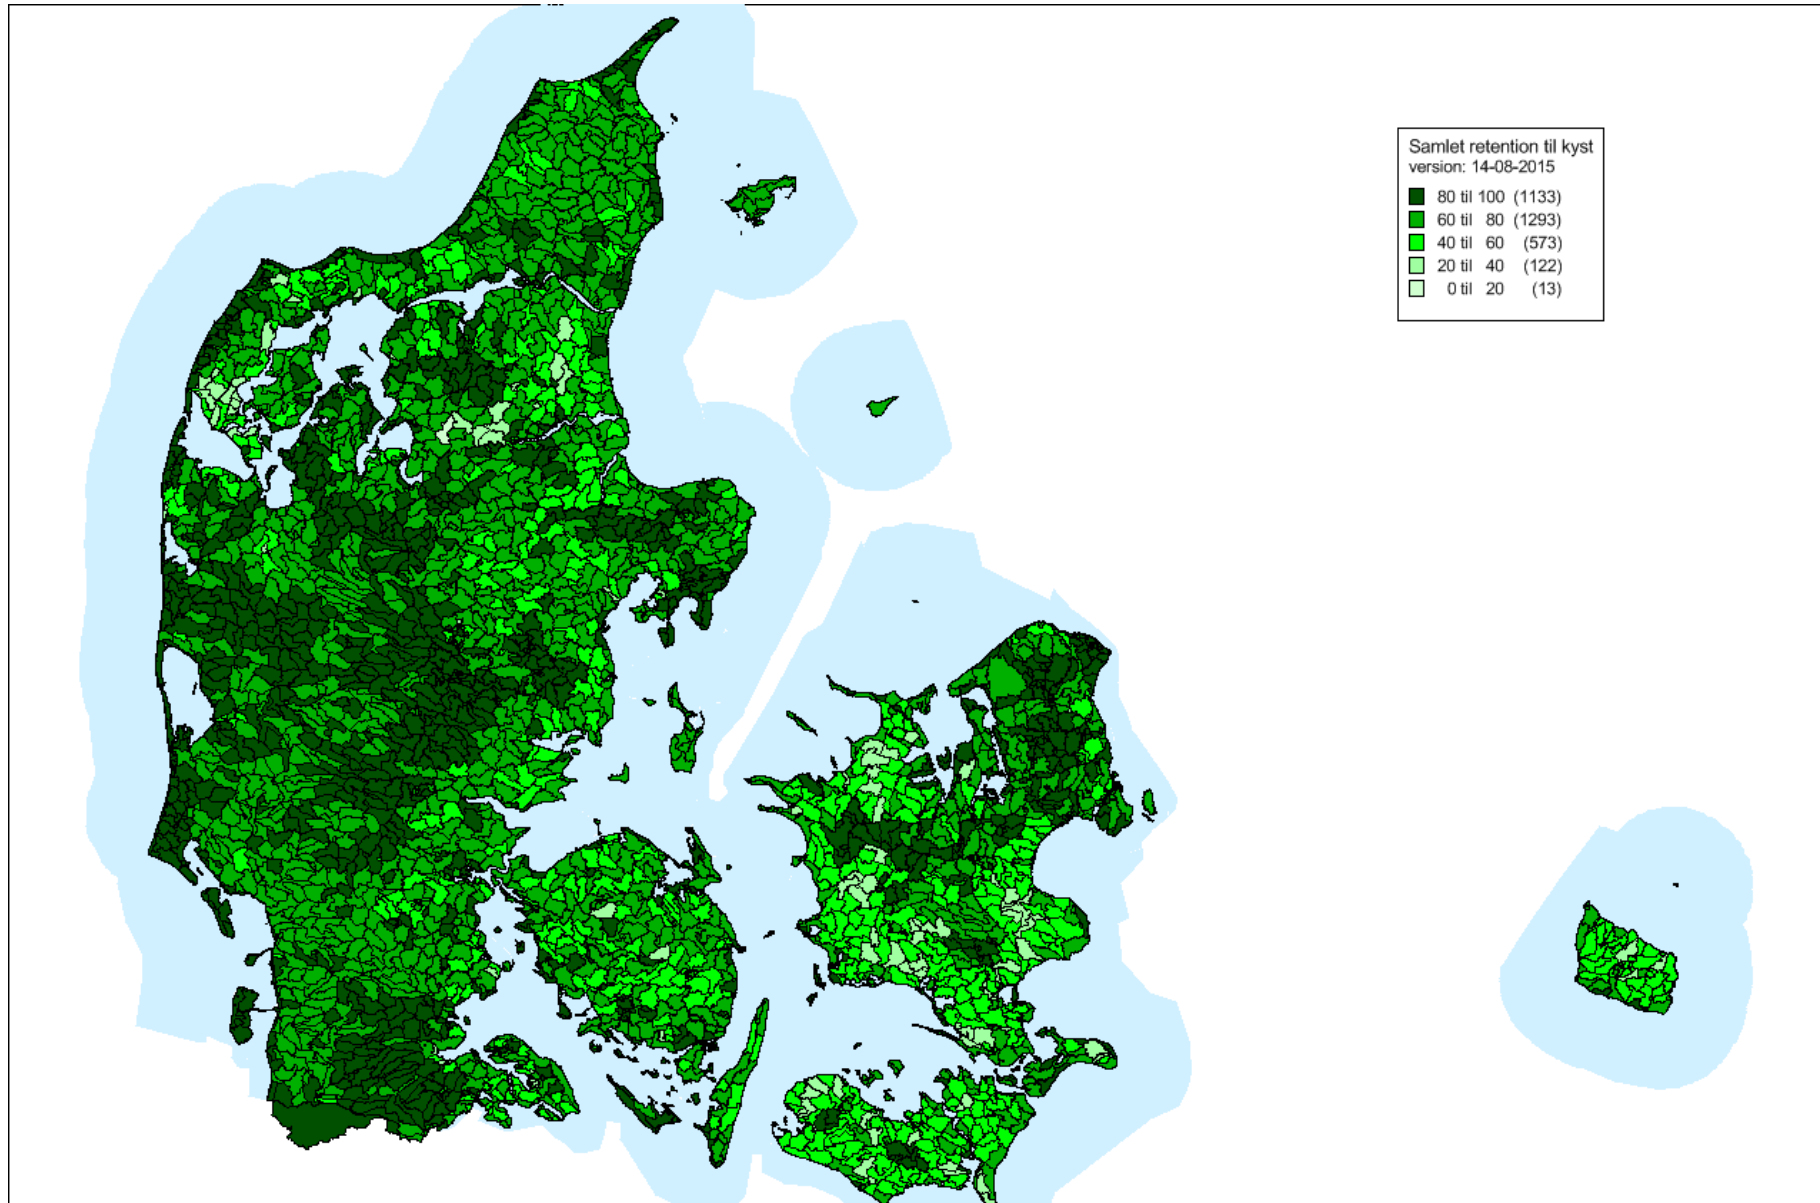 Samlet retention til kyst
version: 14-08-2015
80 til 100 (1133)
60 til 80 (1293)
40 til 60 (573)
20 til 40 (122)
0 til 20 (13)